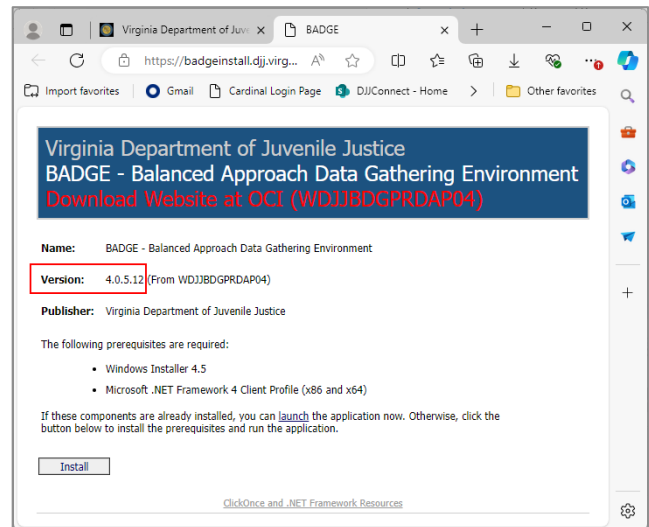 Virginia Department of Juve
BADGE
https://badgeinstall.djj.virg...
Import favorites
Gmail
Cardinal Login Page
DJJConnect - Home
Other favorites
Virginia Department of Juvenile Justice
BADGE - Balanced Approach Data Gathering Environment
Download Website at OCI (WDJJBDGPRDAP04)
Name: BADGE - Balanced Approach Data Gathering Environment
Version: 4.0.5.12 (From WDJJBDGPRDAP04)
Publisher: Virginia Department of Juvenile Justice
The following prerequisites are required:
• Windows Installer 4.5
• Microsoft .NET Framework 4 Client Profile (x86 and x64)
If these components are already installed, you can launch the application now. Otherwise, click the
button below to install the prerequisites and run the application.
Install
ClickOnce and .NET Framework Resources